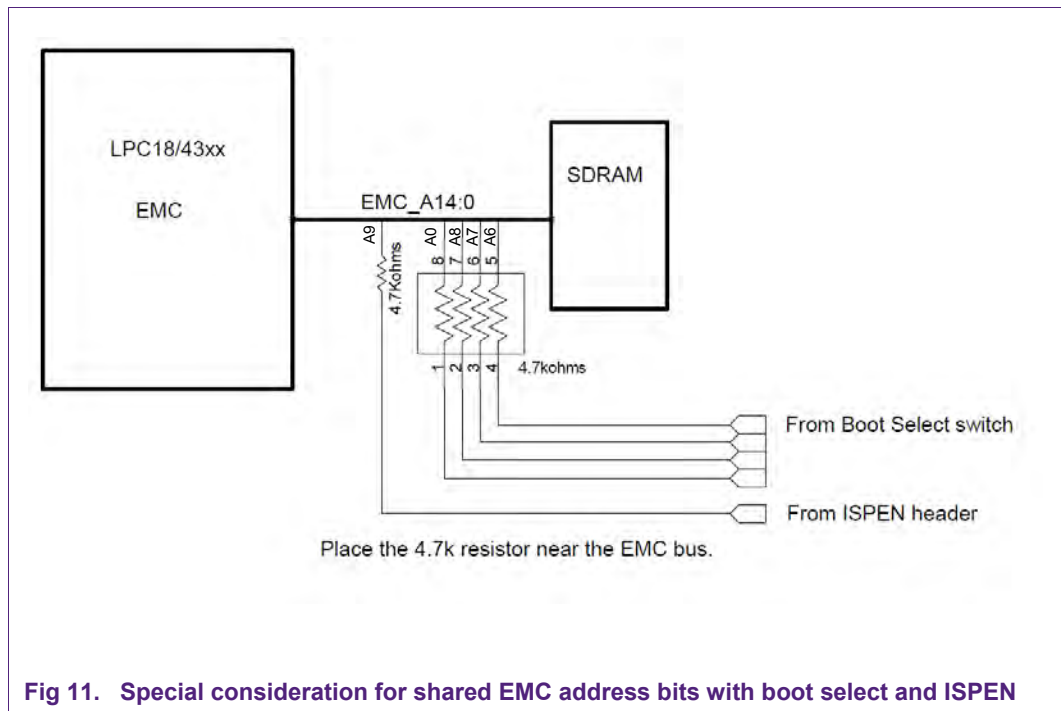 LPC18/43xx
EMC
SDRAM
EMC_A14:0
A9
A0
A8
A7
A6
8
7
6
5
4.7Kohms
1
2
3
4
4.7kohms
From Boot Select switch
From ISPEN header
Place the 4.7k resistor near the EMC bus.
Fig 11. Special consideration for shared EMC address bits with boot select and ISPEN